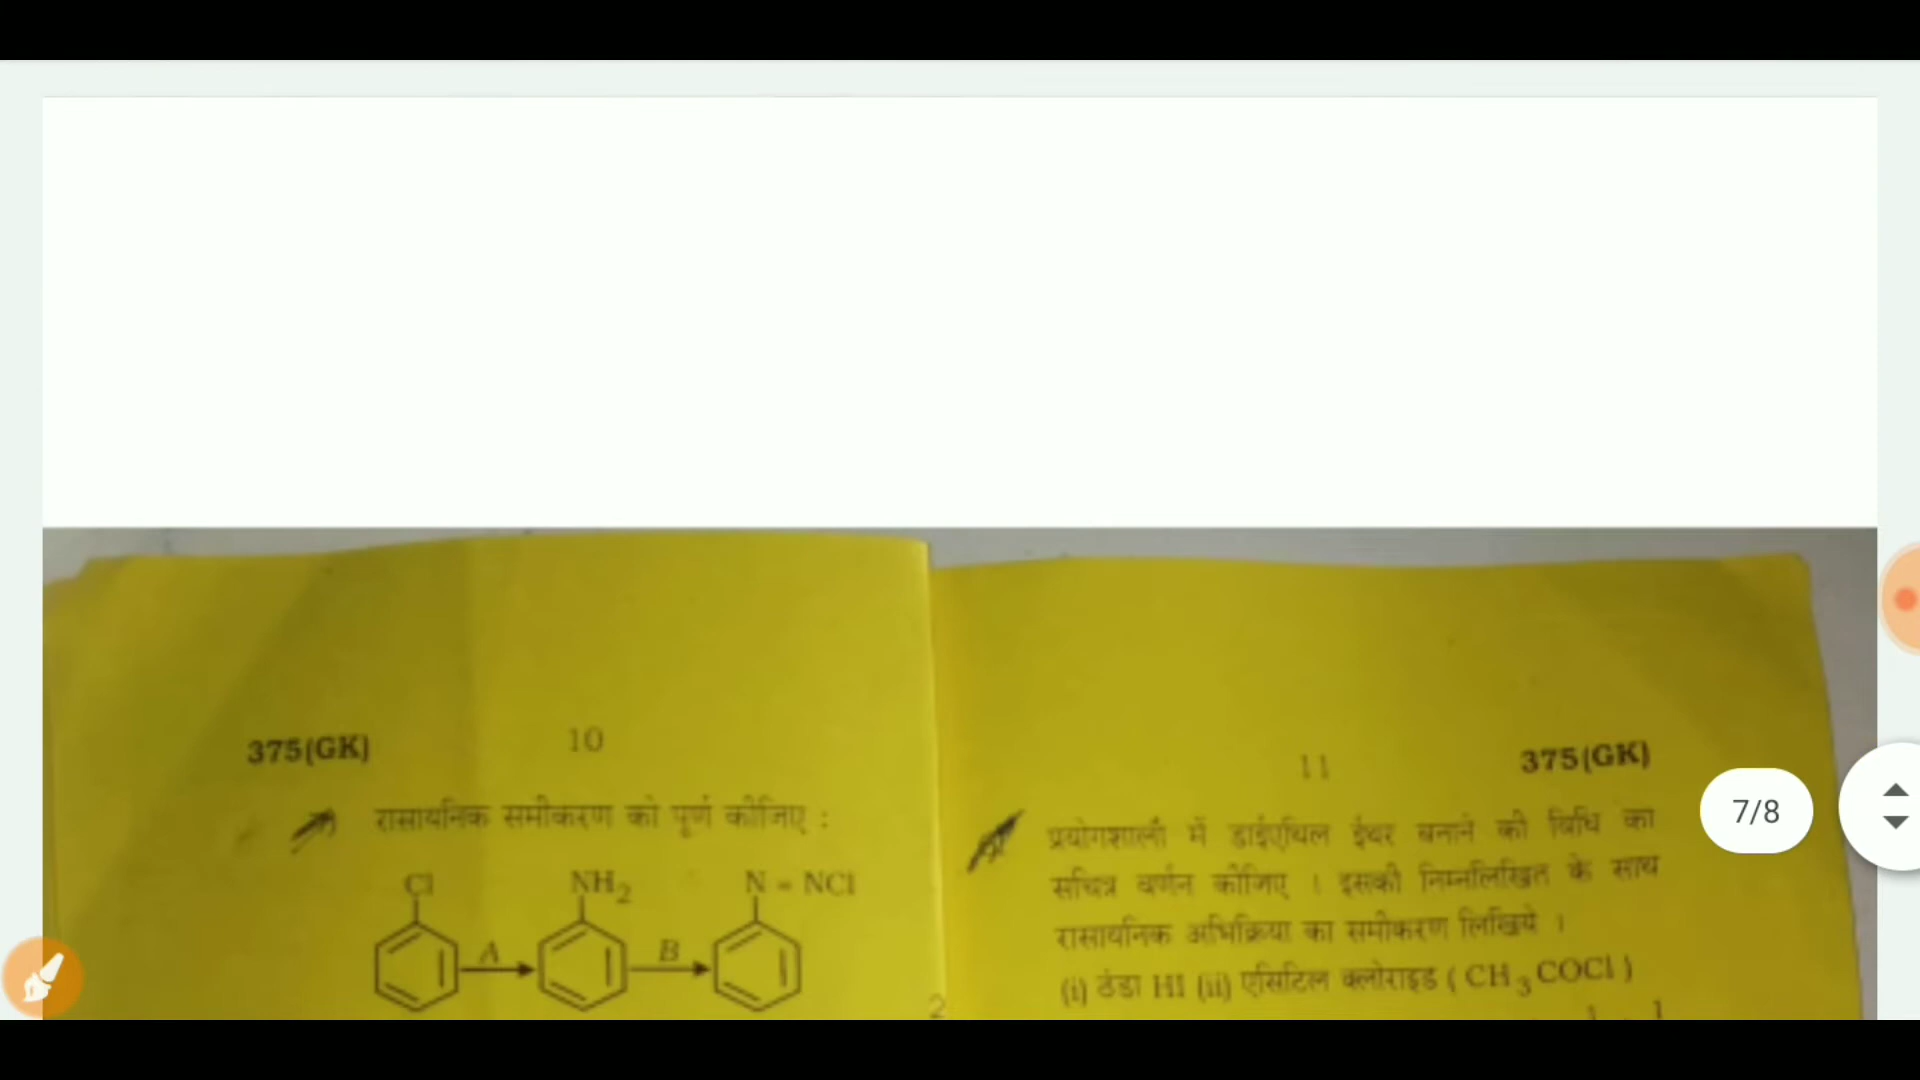 375(GK)
10
रासायनिक समीकरण को पूर्ण कीजिए :
Cl NH2 N = NCl
A B
2
11
375(GK)
प्रयोगशाला में डाईएथिल ईथर बनाने की विधि का
सचित्र वर्णन कीजिए । इसकी निम्नलिखित के साथ
रासायनिक अभिक्रिया का समीकरण लिखिये ।
(i) ठंडा HI (ii) एसिटिल क्लोराइड ( CH3COCl )
7/8